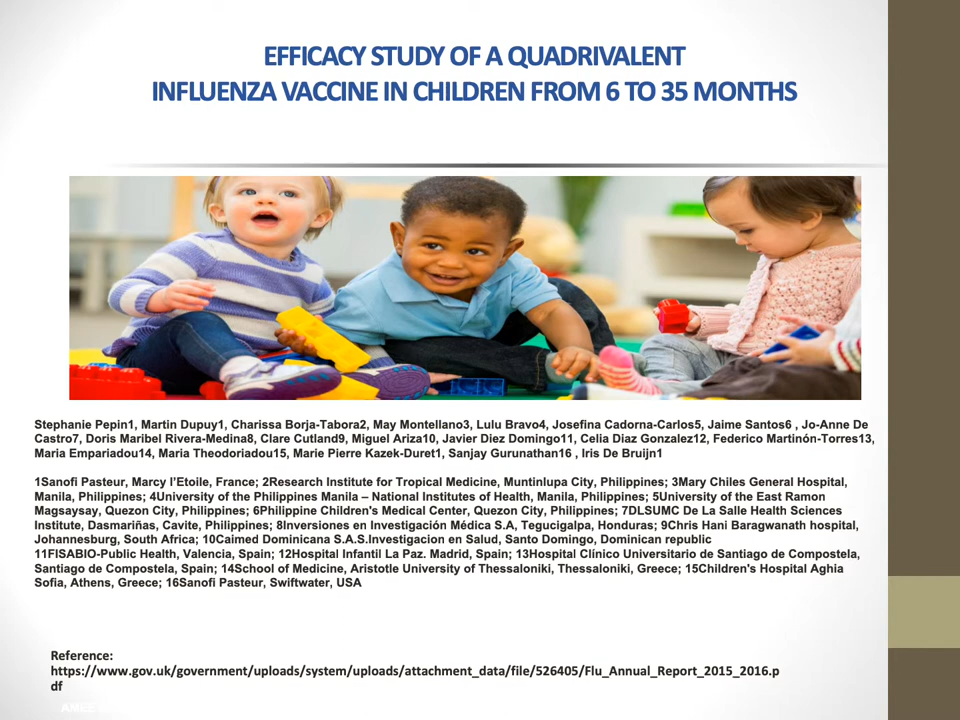 EFFICACY STUDY OF A QUADRIVALENT
INFLUENZA VACCINE IN CHILDREN FROM 6 TO 35 MONTHS
Stephanie Pepin1, Martin Dupuy1, Charissa Borja-Tabora2, May Montellano3, Lulu Bravo4, Josefina Cadorna-Carlos5, Jaime Santos6 , Jo-Anne De
Castro7, Doris Maribel Rivera-Medina8, Clare Cutland9, Miguel Ariza10, Javier Diez Domingo11, Celia Diaz Gonzalez12, Federico Martinón-Torres13,
Maria Empariadou14, Maria Theodoriadou15, Marie Pierre Kazek-Duret1, Sanjay Gurunathan16 , Iris De Bruijn1
1Sanofi Pasteur, Marcy l'Etoile, France; 2Research Institute for Tropical Medicine, Muntinlupa City, Philippines; 3Mary Chiles General Hospital,
Manila, Philippines; 4University of the Philippines Manila – National Institutes of Health, Manila, Philippines; 5University of the East Ramon
Magsaysay, Quezon City, Philippines; 6Philippine Children's Medical Center, Quezon City, Philippines; 7DLSUMC De La Salle Health Sciences
Institute, Dasmariñas, Cavite, Philippines; 8Inversiones en Investigación Médica S.A, Tegucigalpa, Honduras; 9Chris Hani Baragwanath hospital,
Johannesburg, South Africa; 10Caimed Dominicana S.A.S.Investigacion en Salud, Santo Domingo, Dominican republic
11FISABIO-Public Health, Valencia, Spain; 12Hospital Infantil La Paz. Madrid, Spain; 13Hospital Clínico Universitario de Santiago de Compostela,
Santiago de Compostela, Spain; 14School of Medicine, Aristotle University of Thessaloniki, Thessaloniki, Greece; 15Children's Hospital Aghia
Sofia, Athens, Greece; 16Sanofi Pasteur, Swiftwater, USA
Reference:
https://www.gov.uk/government/uploads/system/uploads/attachment_data/file/526405/Flu_Annual_Report_2015_2016.p
df